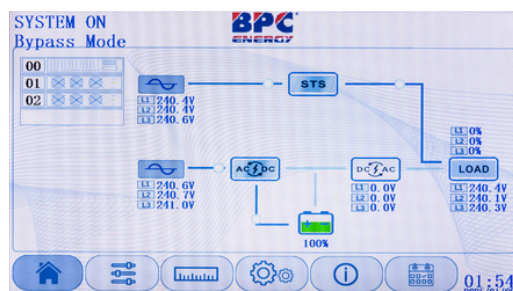 SYSTEM ON
Bypass Mode
BPC
ENERGY
00
01
02
STS
L1 240.4V
L2 240.4V
L3 240.6V
L1 0%
L2 0%
L3 0%
AC DC
DC AC
LOAD
L1 240.6V
L2 240.7V
L3 241.0V
L1 0.0V
L2 0.0V
L3 0.0V
L1 240.4V
L2 240.1V
L3 240.3V
100%
01:54